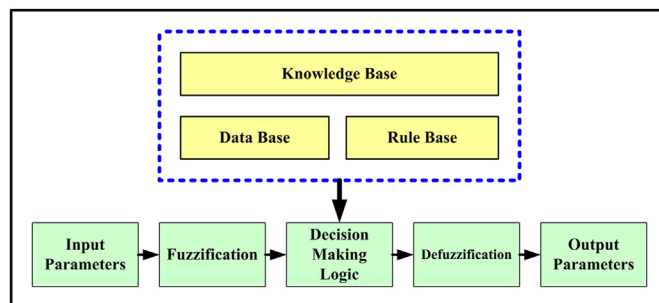 Knowledge Base
Data Base
Rule Base
Input
Parameters
Fuzzification
Decision
Making
Logic
Defuzzification
Output
Parameters